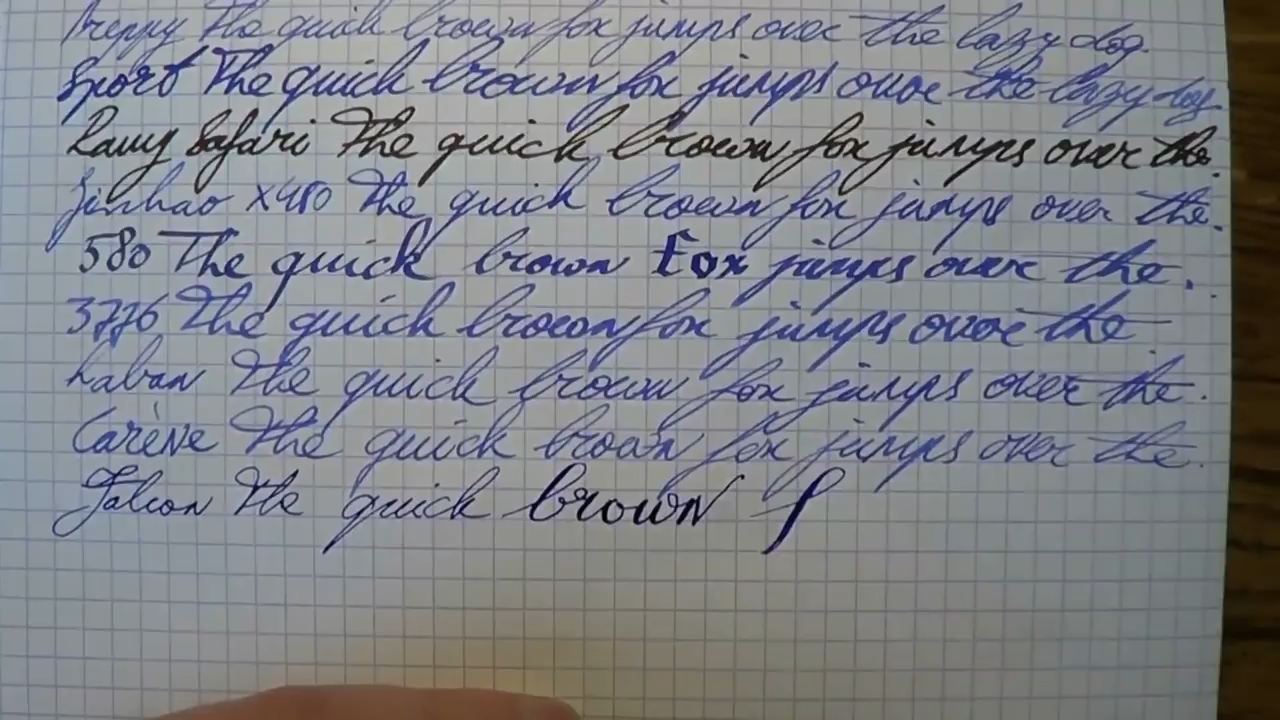 Preppy The quick brown fox jumps over the lazy dog.
Sport The quick brown fox jumps over the lazy dog
Lamy Safari The quick brown fox jumps over the.
Jinhao x450 The quick brown fox jumps over the.
580 The quick brown fox jumps over the.
3776 The quick brown fox jumps over the.
Laban The quick brown fox jumps over the.
Carène The quick brown fox jumps over the.
Falcon The quick brown f